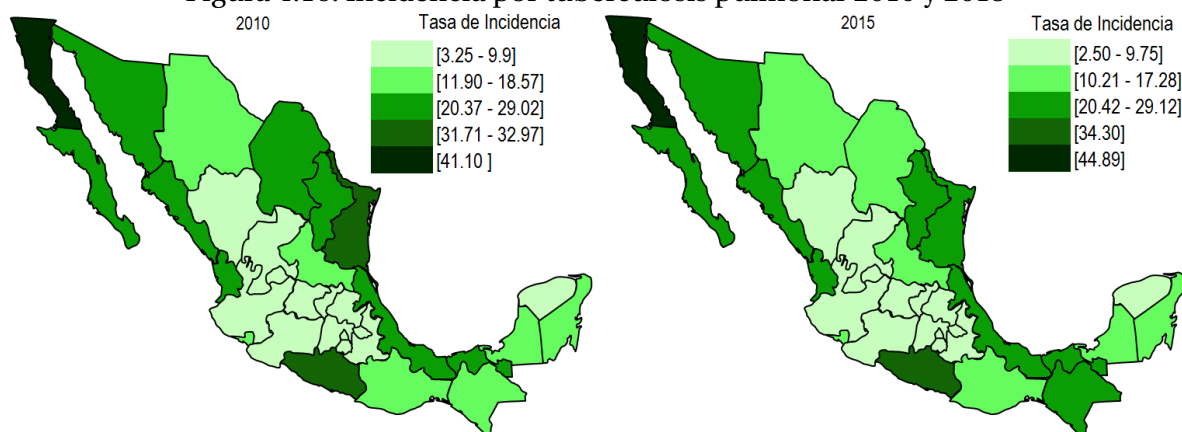 2010
Tasa de Incidencia
[3.25 - 9.9]
[11.90 - 18.57]
[20.37 - 29.02]
[31.71 - 32.97]
[41.10 ]
2015
Tasa de Incidencia
[2.50 - 9.75]
[10.21 - 17.28]
[20.42 - 29.12]
[34.30]
[44.89]